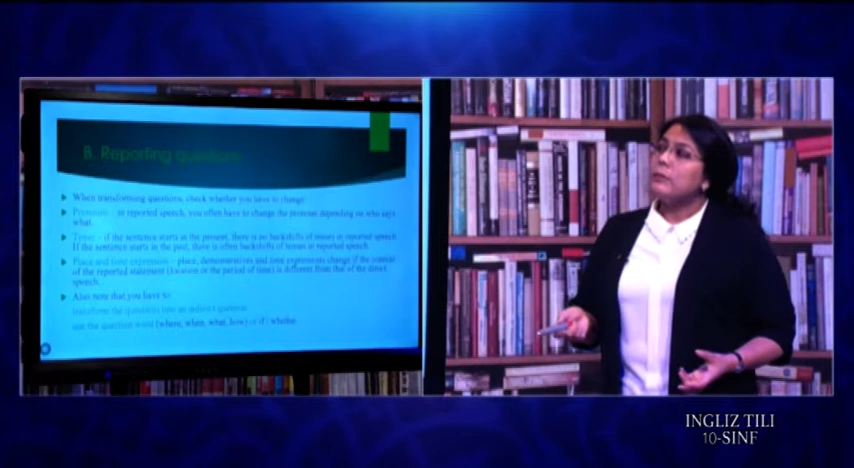 B. Reporting questions
When transforming questions, check whether you have to change:
Pronouns – in reported speech, you often have to change the pronoun depending on who says
what.
Tenses – if the sentence starts in the present, there is no backshift of tenses in reported speech.
If the sentence starts in the past, there is often backshift of tenses in reported speech.
Place and time expression – place, demonstratives and time expressions change if the context
of the reported statement (location or the period of time) is different from that of the direct
speech.
Also note that you have to:
transform the question into an indirect question
use the question word (where, when, what, how) or if / whether
INGLIZ TILI
10-SINF